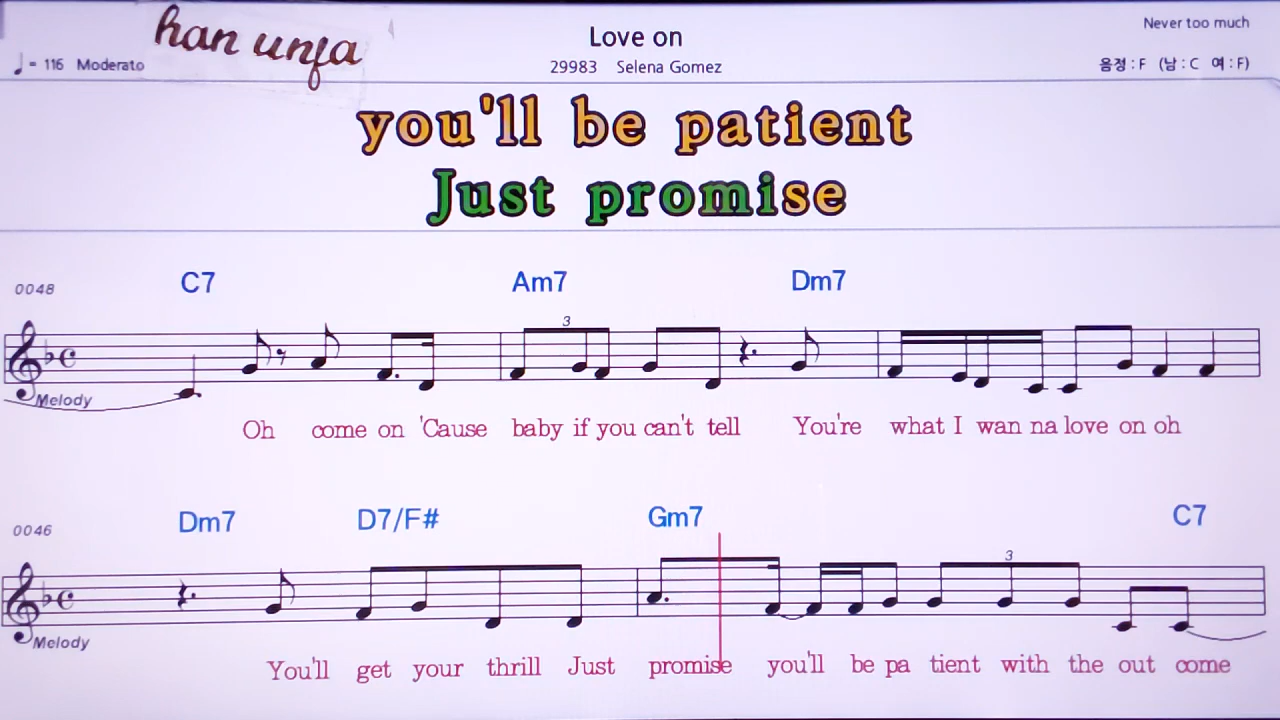 han unfa
Love on
Never too much
♩= 116 Moderato
29983 Selena Gomez
음정 : F (남 : C 여 : F)
you'll be patient
Just promise
0048
C7 Am7 Dm7
3
Melody
Oh come on 'Cause baby if you can't tell You're what I wan na love on oh
0046
Dm7 D7/F# Gm7 C7
3
Melody
You'll get your thrill Just promise you'll be pa tient with the out come